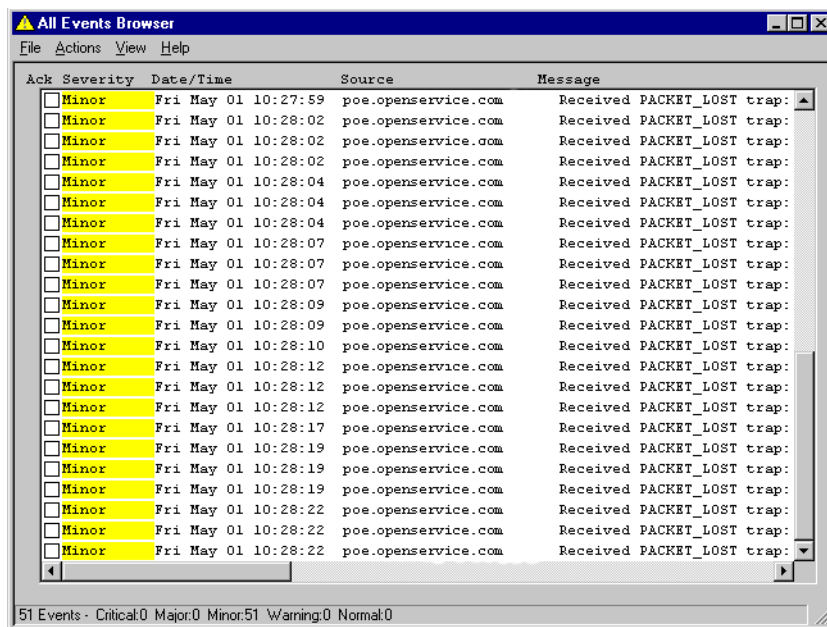 All Events Browser
File Actions View Help
Ack Severity Date/Time Source Message
Minor Fri May 01 10:27:59 poe.openservice.com Received PACKET_LOST trap:
Minor Fri May 01 10:28:02 poe.openservice.com Received PACKET_LOST trap:
Minor Fri May 01 10:28:02 poe.openservice.com Received PACKET_LOST trap:
Minor Fri May 01 10:28:02 poe.openservice.com Received PACKET_LOST trap:
Minor Fri May 01 10:28:04 poe.openservice.com Received PACKET_LOST trap:
Minor Fri May 01 10:28:04 poe.openservice.com Received PACKET_LOST trap:
Minor Fri May 01 10:28:04 poe.openservice.com Received PACKET_LOST trap:
Minor Fri May 01 10:28:07 poe.openservice.com Received PACKET_LOST trap:
Minor Fri May 01 10:28:07 poe.openservice.com Received PACKET_LOST trap:
Minor Fri May 01 10:28:07 poe.openservice.com Received PACKET_LOST trap:
Minor Fri May 01 10:28:09 poe.openservice.com Received PACKET_LOST trap:
Minor Fri May 01 10:28:09 poe.openservice.com Received PACKET_LOST trap:
Minor Fri May 01 10:28:10 poe.openservice.com Received PACKET_LOST trap:
Minor Fri May 01 10:28:12 poe.openservice.com Received PACKET_LOST trap:
Minor Fri May 01 10:28:12 poe.openservice.com Received PACKET_LOST trap:
Minor Fri May 01 10:28:12 poe.openservice.com Received PACKET_LOST trap:
Minor Fri May 01 10:28:17 poe.openservice.com Received PACKET_LOST trap:
Minor Fri May 01 10:28:19 poe.openservice.com Received PACKET_LOST trap:
Minor Fri May 01 10:28:19 poe.openservice.com Received PACKET_LOST trap:
Minor Fri May 01 10:28:19 poe.openservice.com Received PACKET_LOST trap:
Minor Fri May 01 10:28:22 poe.openservice.com Received PACKET_LOST trap:
Minor Fri May 01 10:28:22 poe.openservice.com Received PACKET_LOST trap:
Minor Fri May 01 10:28:22 poe.openservice.com Received PACKET_LOST trap:
51 Events - Critical:0 Major:0 Minor:51 Warning:0 Normal:0